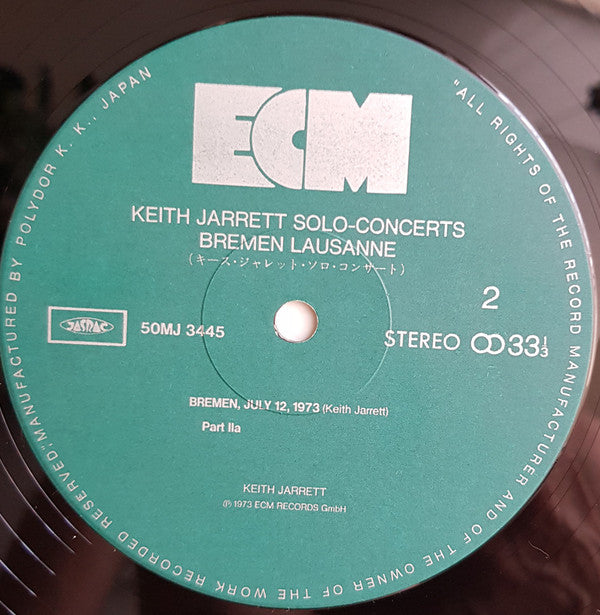 ECM
KEITH JARRETT SOLO-CONCERTS
BREMEN LAUSANNE
(キース・ジャレット・ソロ・コンサート)
2
JASRAC
50MJ 3445
STEREO 33⅓
BREMEN, JULY 12, 1973 (Keith Jarrett)
Part IIa
KEITH JARRETT
℗ 1973 ECM RECORDS GmbH
"ALL RIGHTS OF THE RECORD MANUFACTURER AND OF THE OWNER OF THE WORK RECORDED RESERVED", MANUFACTURED BY POLYDOR K. K., JAPAN